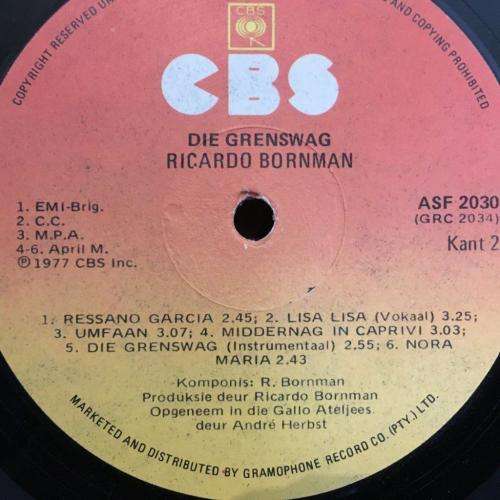 COPYRIGHT RESERVED
AND COPYING PROHIBITED
CBS
CBS
DIE GRENSWAG
RICARDO BORNMAN
1. EMI-Brig.
2. C.C.
3. M.P.A.
4-6. April M.
℗1977 CBS Inc.
ASF 2030
(GRC 2034)
Kant 2
1. RESSANO GARCIA 2.45; 2. LISA LISA (Vokaal) 3.25;
3. UMFAAN 3.07; 4. MIDDERNAG IN CAPRIVI 3.03;
5. DIE GRENSWAG (Instrumentaal) 2.55; 6. NORA
MARIA 2.43
Komponis: R. Bornman
Produksie deur Ricardo Bornman
Opgeneem in die Gallo Ateljees
deur André Herbst
MARKETED AND DISTRIBUTED BY GRAMOPHONE RECORD CO. (PTY.) LTD.